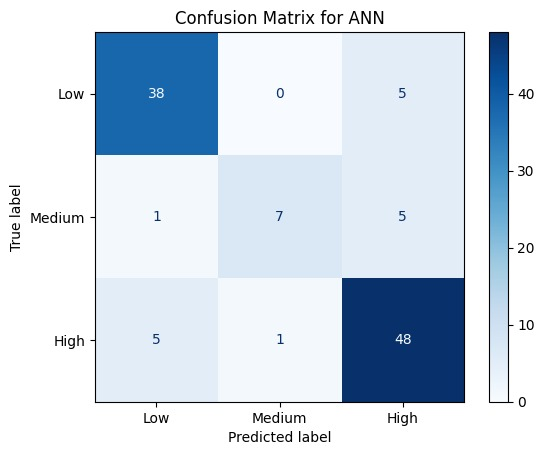 Confusion Matrix for ANN
Low 38 0 5
Medium 1 7 5
High 5 1 48
Low Medium High
Predicted label
True label
40
30
20
10
0